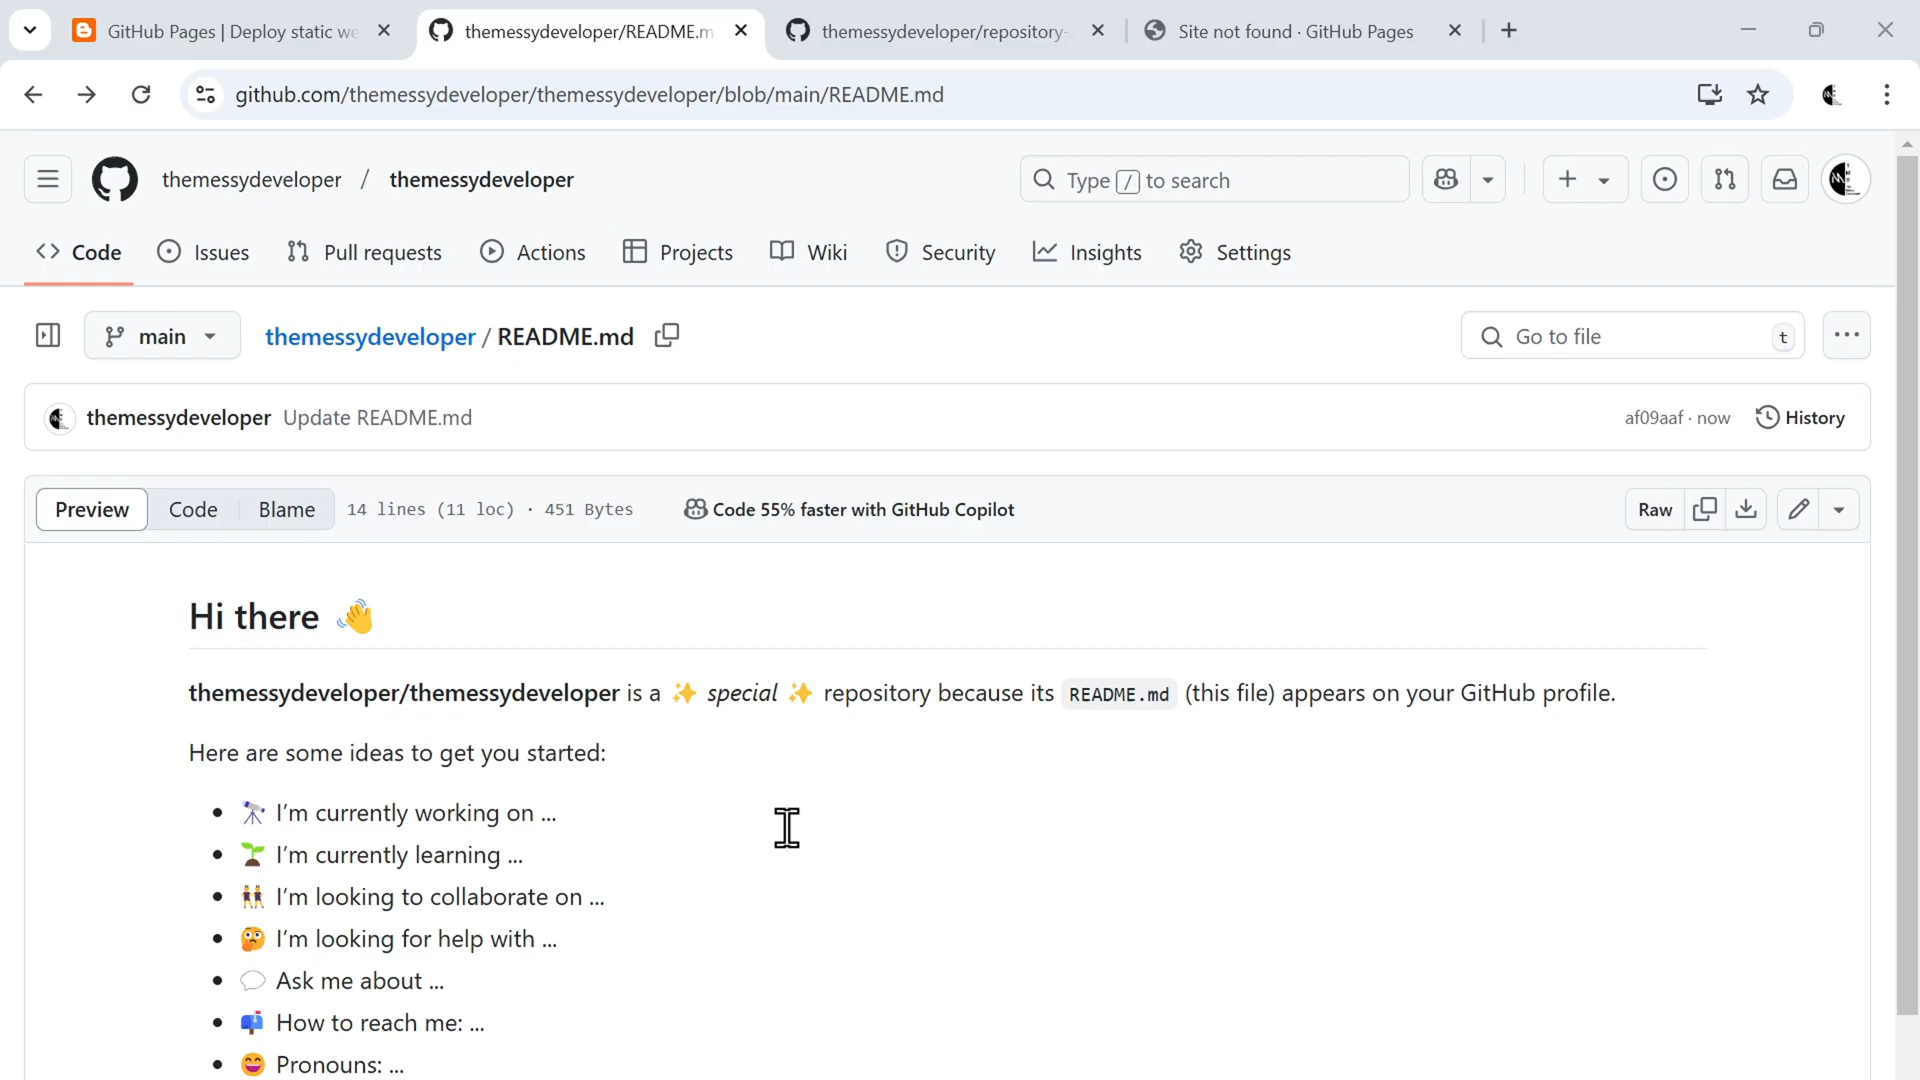 GitHub Pages | Deploy static we
themessydeveloper/README.m
themessydeveloper/repository-
Site not found · GitHub Pages
github.com/themessydeveloper/themessydeveloper/blob/main/README.md
themessydeveloper / themessydeveloper
Type / to search
Code
Issues
Pull requests
Actions
Projects
Wiki
Security
Insights
Settings
main
themessydeveloper / README.md
Go to file
t
themessydeveloper Update README.md
af09aaf · now
History
Preview
Code
Blame
14 lines (11 loc) · 451 Bytes
Code 55% faster with GitHub Copilot
Raw
Hi there 👋
themessydeveloper/themessydeveloper is a ✨ special ✨ repository because its README.md (this file) appears on your GitHub profile.
Here are some ideas to get you started:
• 🔭 I'm currently working on ...
• 🌱 I'm currently learning ...
• 👯 I'm looking to collaborate on ...
• 🤔 I'm looking for help with ...
• 💬 Ask me about ...
• 📫 How to reach me: ...
• 😄 Pronouns: ...